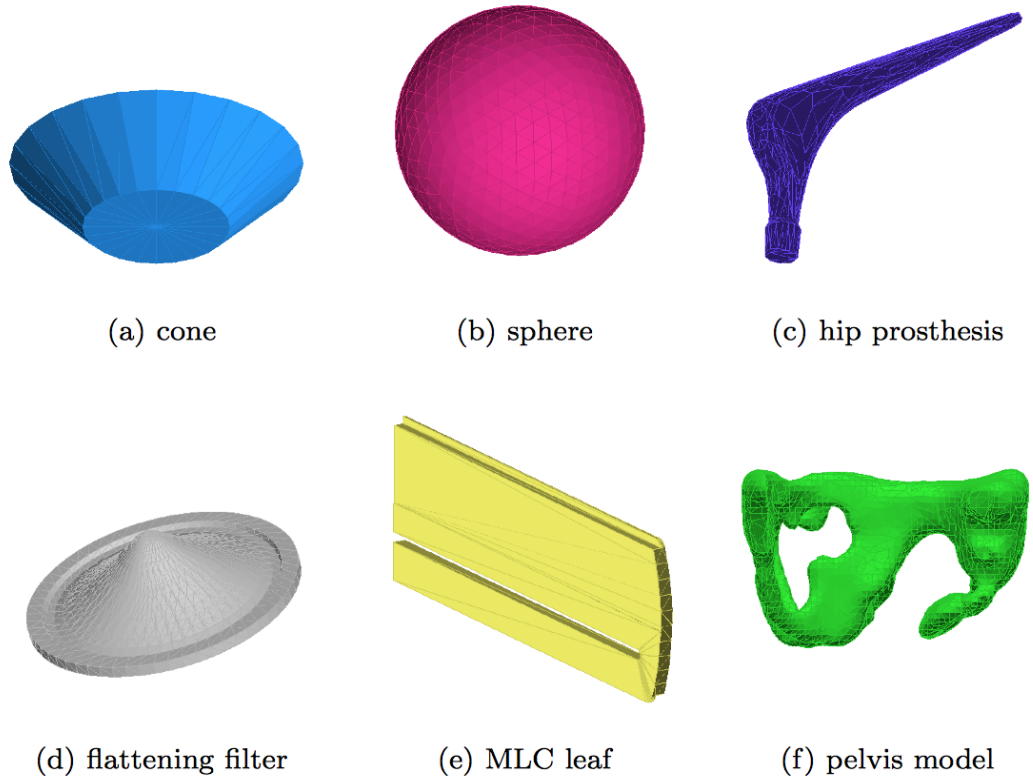 (a) cone
(b) sphere
(c) hip prosthesis
(d) flattening filter
(e) MLC leaf
(f) pelvis model